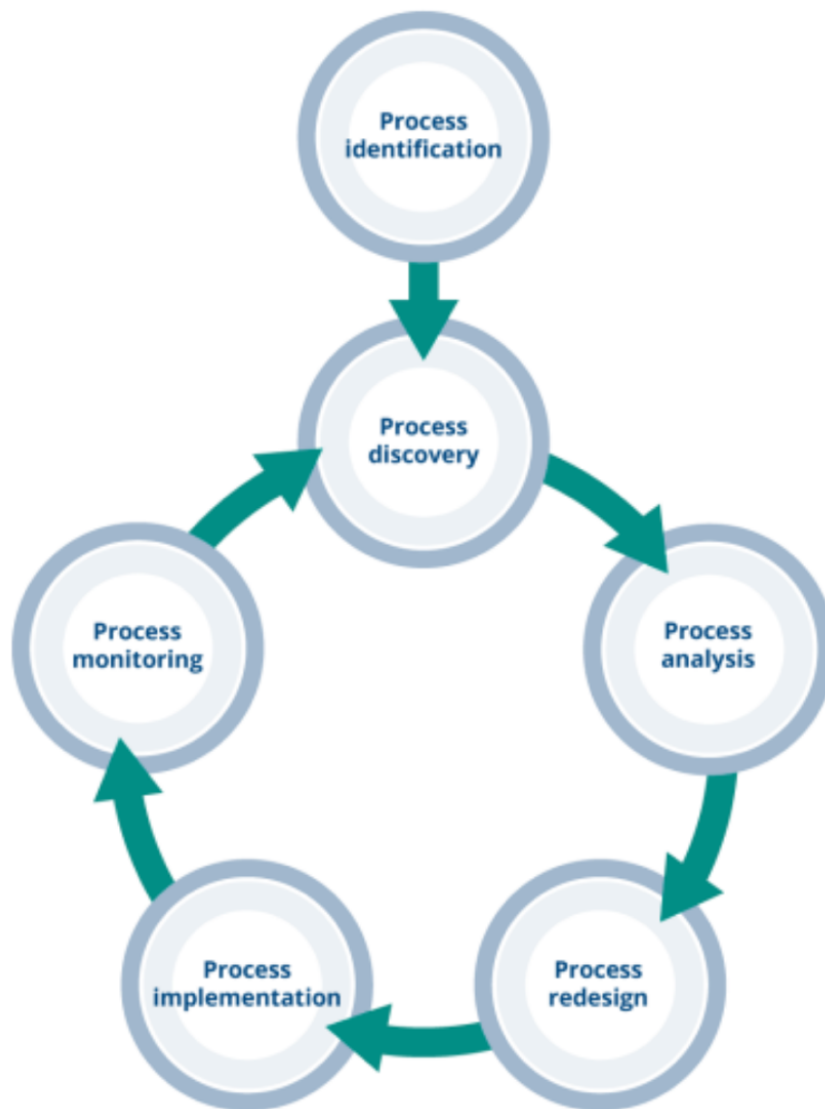 Process
identification
Process
discovery
Process
analysis
Process
redesign
Process
implementation
Process
monitoring